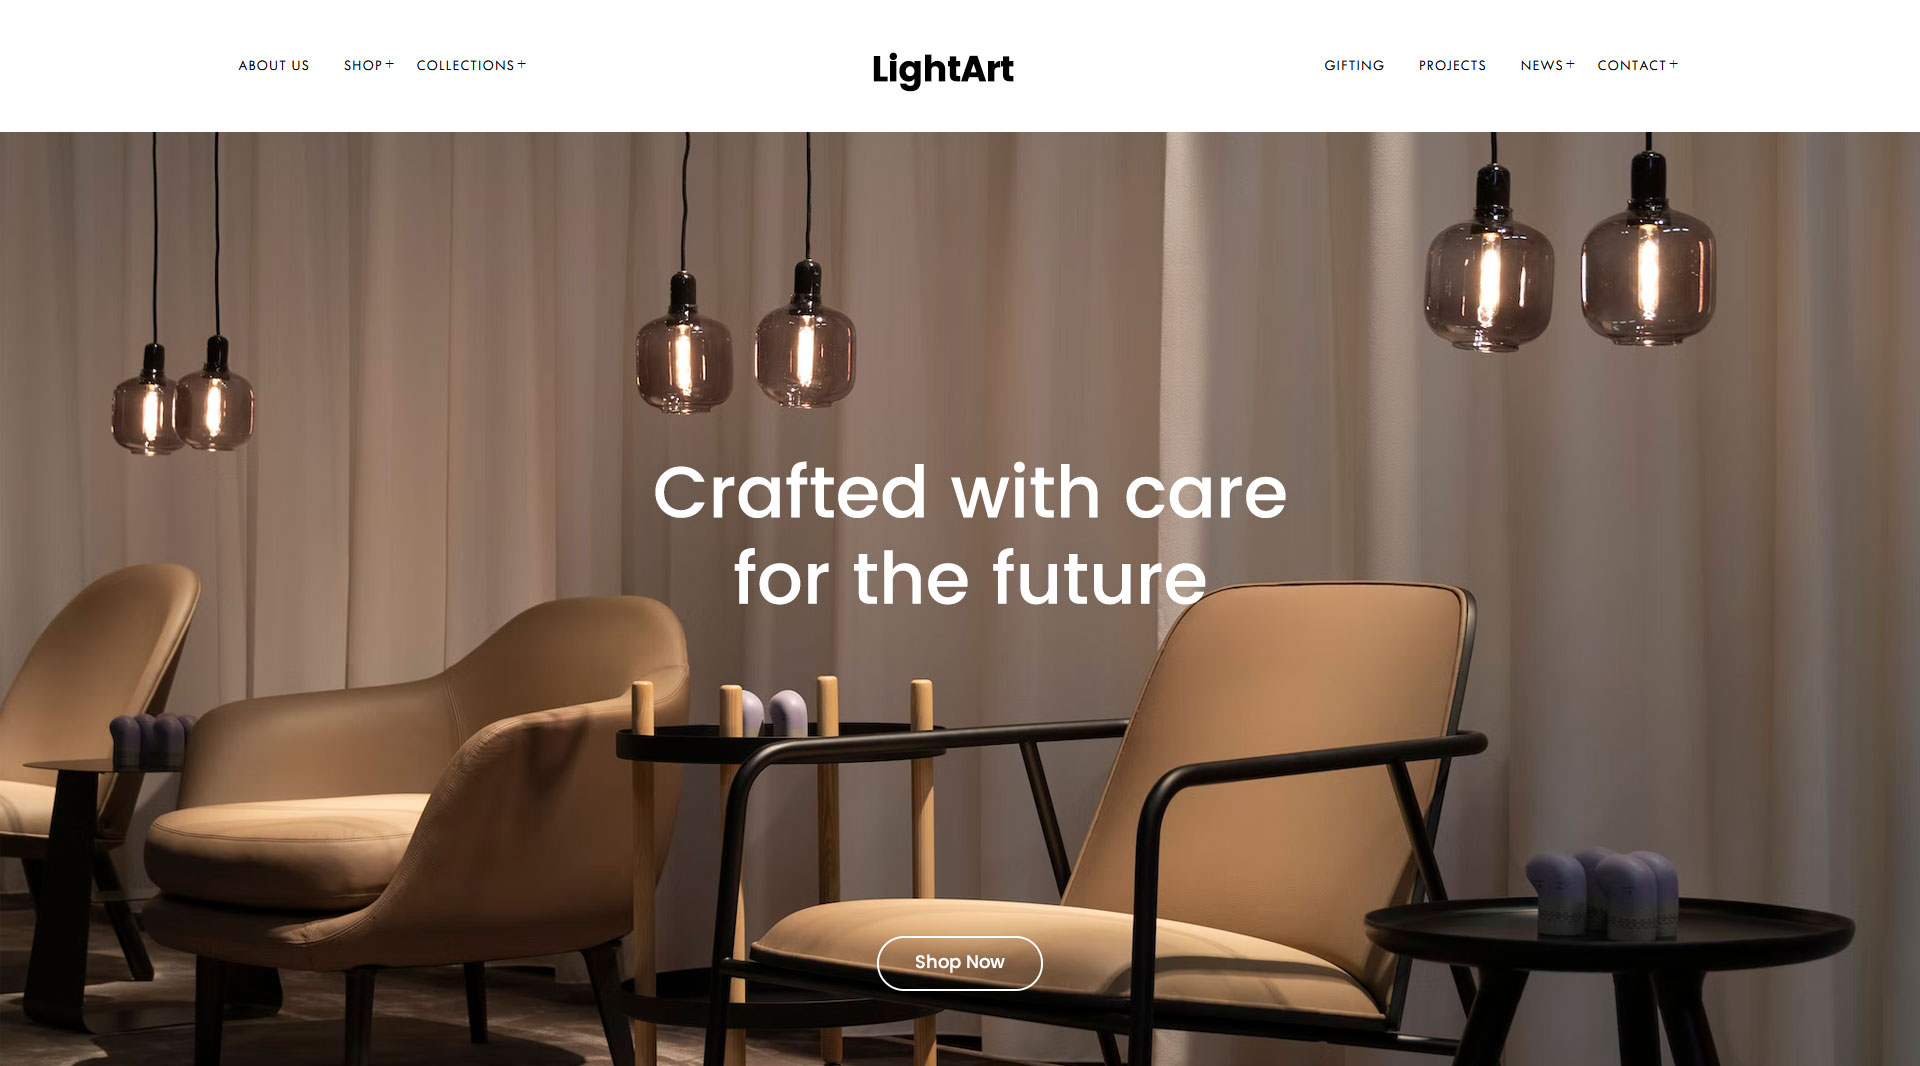 ABOUT US SHOP+ COLLECTIONS+ LightArt GIFTING PROJECTS NEWS+ CONTACT+
Crafted with care
for the future
Shop Now